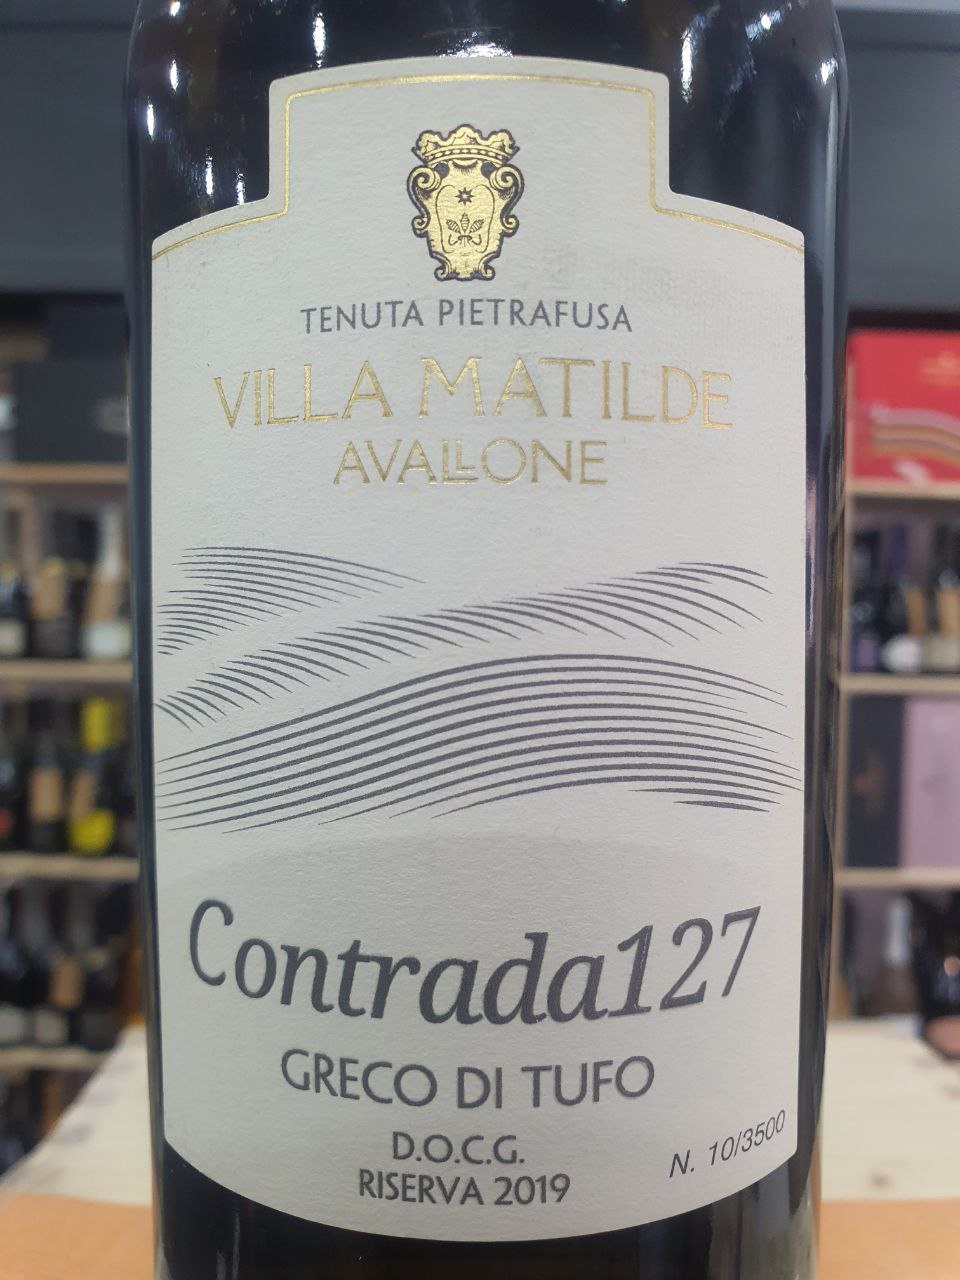 TENUTA PIETRAFUSA
VILLA MATILDE
AVALLONE
Contrada127
GRECO DI TUFO
D.O.C.G.
RISERVA 2019
N. 10/3500